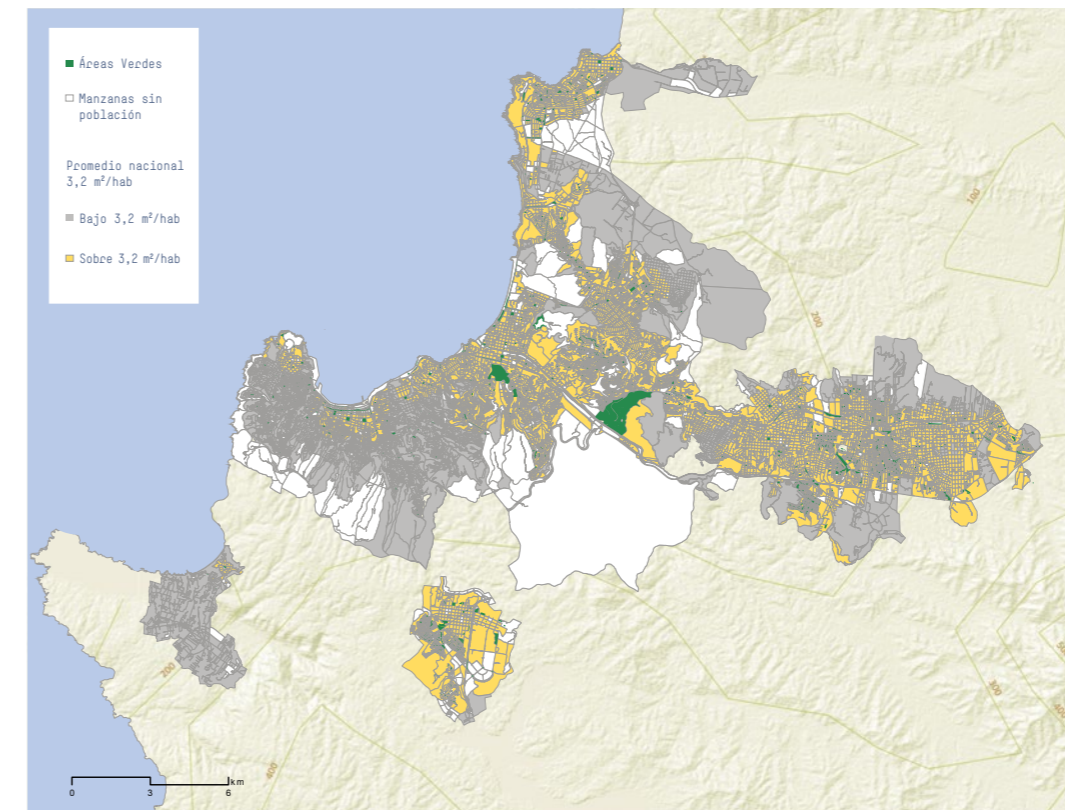 Áreas Verdes
Manzanas sin
población
Promedio nacional
3,2 m²/hab
Bajo 3,2 m²/hab
Sobre 3,2 m²/hab
100
200
200
300
400
km
0 3 6